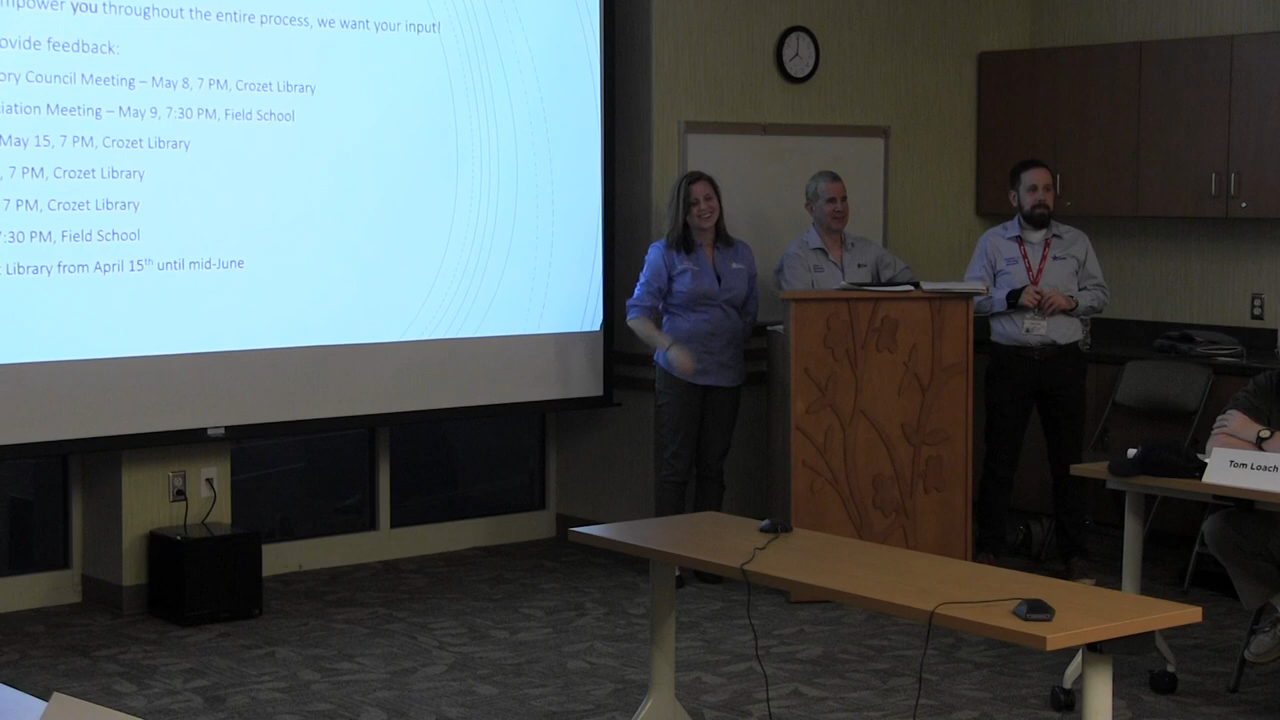 mpower you throughout the entire process, we want your input!
ovide feedback:
ory Council Meeting – May 8, 7 PM, Crozet Library
iation Meeting – May 9, 7:30 PM, Field School
May 15, 7 PM, Crozet Library
, 7 PM, Crozet Library
7 PM, Crozet Library
7:30 PM, Field School
t Library from April 15th until mid-June
Tom Loach